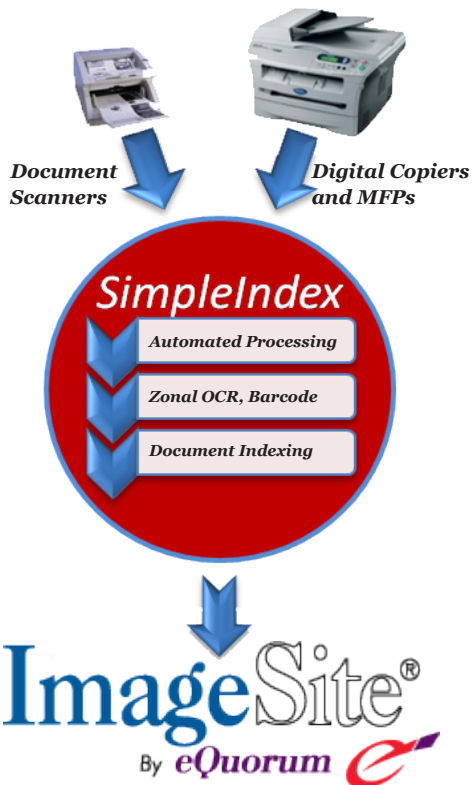 Document
Scanners
Digital Copiers
and MFPs
SimpleIndex
Automated Processing
Zonal OCR, Barcode
Document Indexing
ImageSite®
By eQuorum e